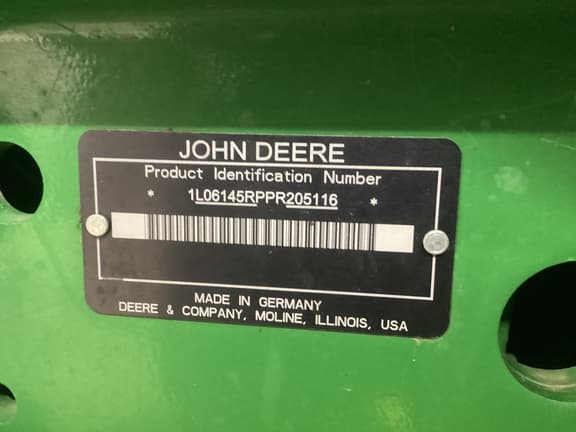 JOHN DEERE
Product Identification Number
* 1L06145RPPR205116 *
MADE IN GERMANY
DEERE & COMPANY, MOLINE, ILLINOIS, USA